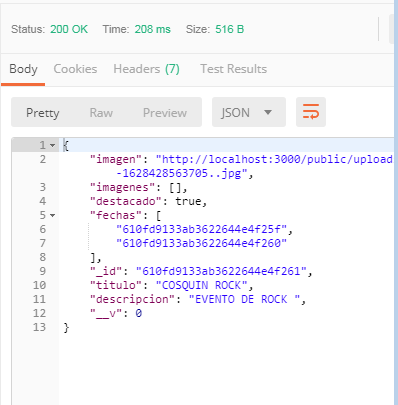 Status: 200 OK Time: 208 ms Size: 516 B
Body Cookies Headers (7) Test Results
Pretty Raw Preview JSON
1 {
2 "imagen": "http://localhost:3000/public/upload
-1628428563705..jpg",
3 "imagenes": [],
4 "destacado": true,
5 "fechas": [
6 "610fd9133ab3622644e4f25f",
7 "610fd9133ab3622644e4f260"
8 ],
9 "_id": "610fd9133ab3622644e4f261",
10 "titulo": "COSQUIN ROCK",
11 "descripcion": "EVENTO DE ROCK ",
12 "__v": 0
13 }